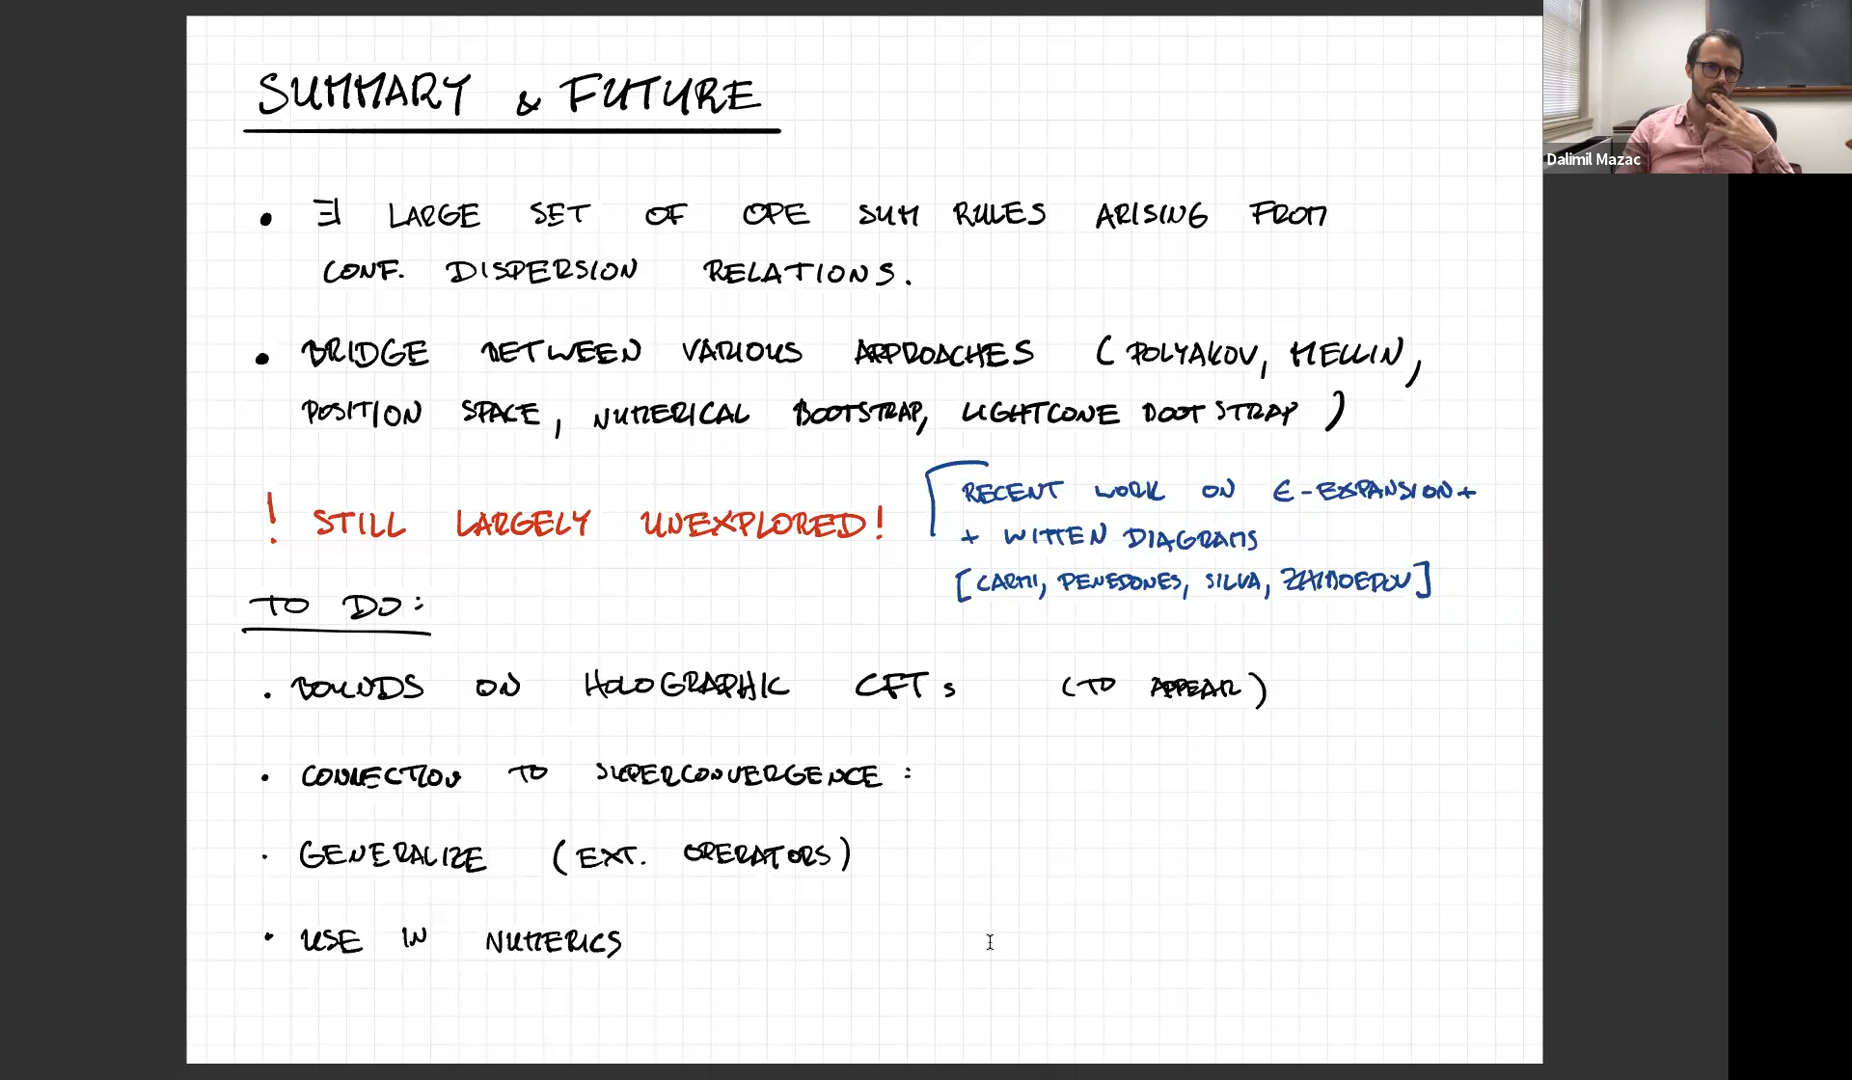 SUMMARY & FUTURE
Dalimil Mazac
• ∃ LARGE SET OF OPE SUM RULES ARISING FROM
CONF. DISPERSION RELATIONS.
• BRIDGE BETWEEN VARIOUS APPROACHES (POLYAKOV, MELLIN,
POSITION SPACE, NUMERICAL BOOTSTRAP, LIGHTCONE BOOTSTRAP)
! STILL LARGELY UNEXPLORED!
RECENT WORK ON ε-EXPANSION +
+ WITTEN DIAGRAMS
[CARMI, PENEDONES, SILVA, ZHIBOEDOV]
TO DO:
• BOUNDS ON HOLOGRAPHIC CFTs (TO APPEAR)
• CONNECTION TO SUPERCONVERGENCE:
• GENERALIZE (EXT. OPERATORS)
• USE IN NUMERICS